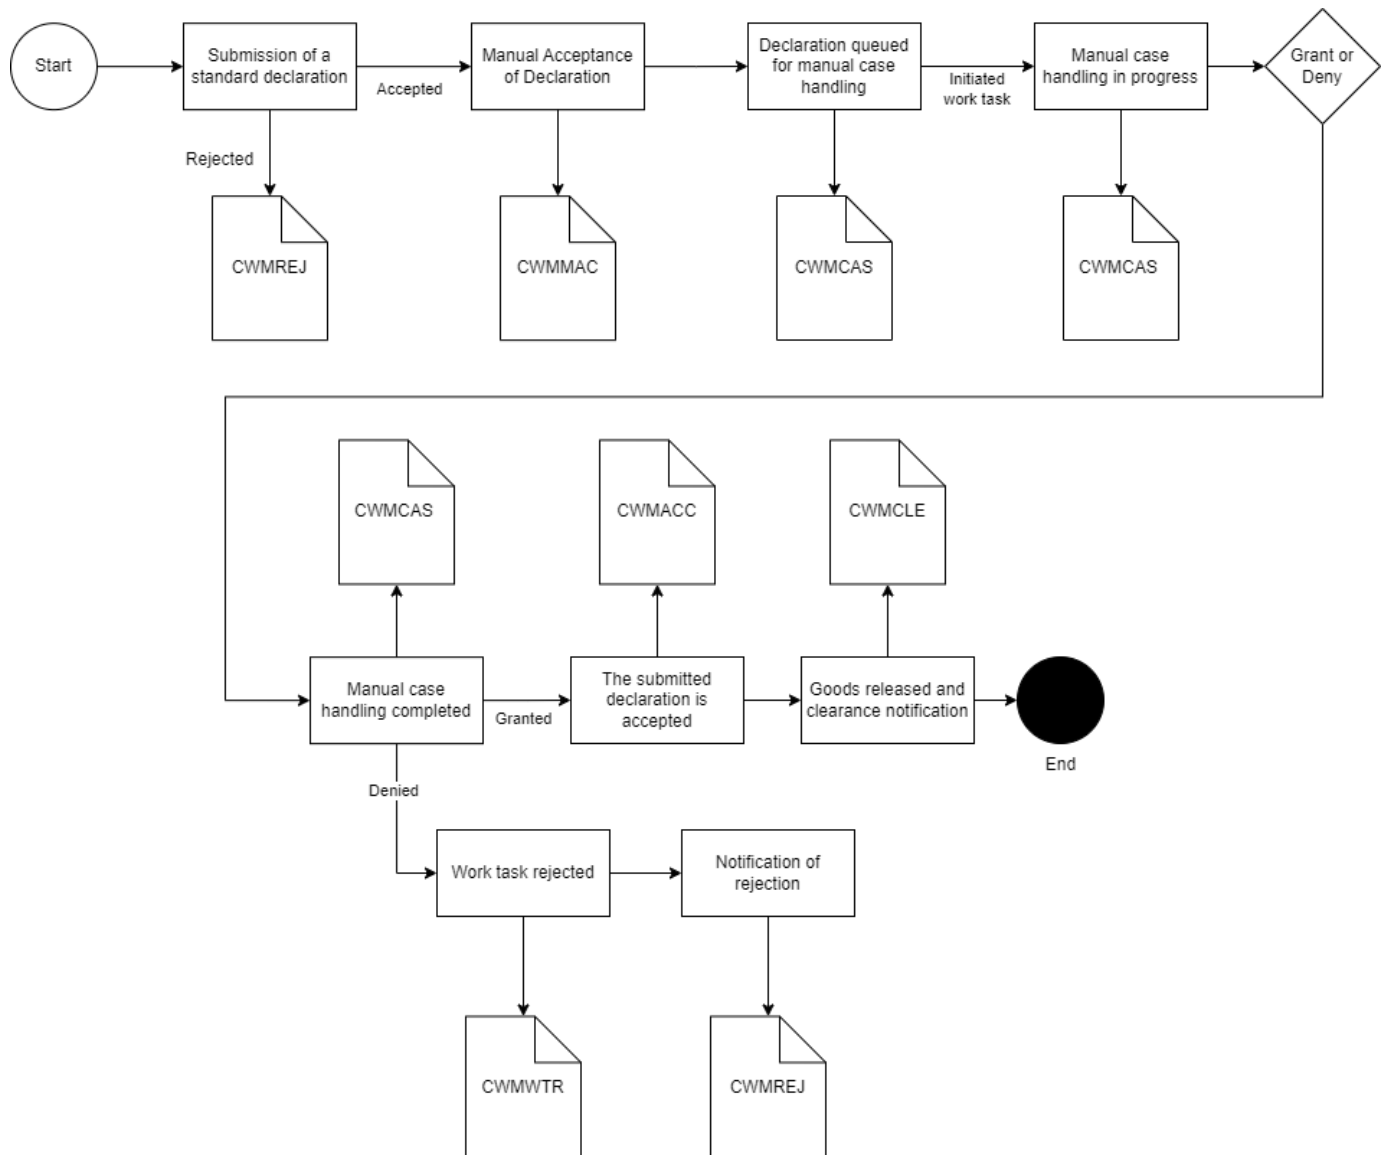 Start
Submission of a
standard declaration
Accepted
Manual Acceptance
of Declaration
Declaration queued
for manual case
handling
Initiated
work task
Manual case
handling in progress
Grant or
Deny
Rejected
CWMREJ
CWMMAC
CWMCAS
CWMCAS
CWMCAS
CWMACC
CWMCLE
Manual case
handling completed
Granted
The submitted
declaration is
accepted
Goods released and
clearance notification
End
Denied
Work task rejected
Notification of
rejection
CWMWTR
CWMREJ